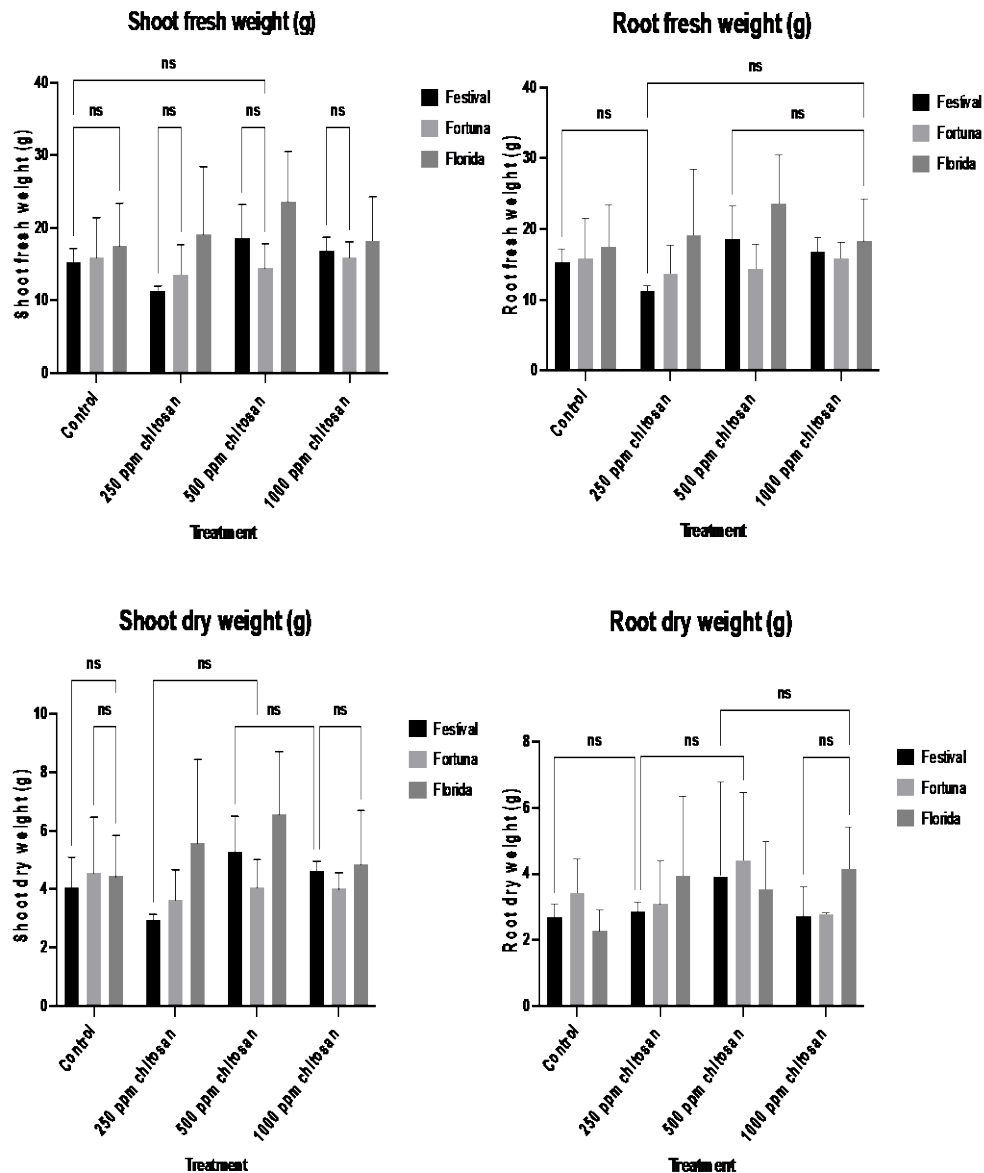 Shoot fresh weight (g)
ns
ns
ns
ns
ns
40
30
20
10
0
Shoot fresh weight (g)
Festival
Fortuna
Florida
Control
250 ppm chitosan
500 ppm chitosan
1000 ppm chitosan
Treatment
Root fresh weight (g)
ns
ns
ns
40
30
20
10
0
Root fresh weight (g)
Festival
Fortuna
Florida
Control
250 ppm chitosan
500 ppm chitosan
1000 ppm chitosan
Treatment
Shoot dry weight (g)
ns
ns
ns
ns
ns
10
8
6
4
2
0
Shoot dry weight (g)
Festival
Fortuna
Florida
Control
250 ppm chitosan
500 ppm chitosan
1000 ppm chitosan
Treatment
Root dry weight (g)
ns
ns
ns
ns
8
6
4
2
0
Root dry weight (g)
Festival
Fortuna
Florida
Control
250 ppm chitosan
500 ppm chitosan
1000 ppm chitosan
Treatment